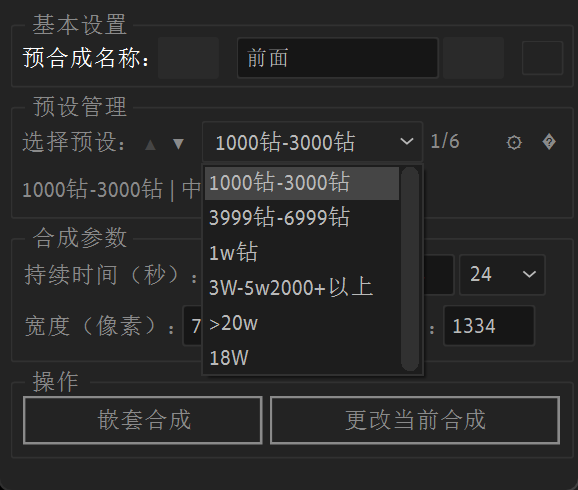 基本设置
预合成名称： 前面
预设管理
选择预设： ▲ ▼ 1000钻-3000钻 1/6
1000钻-3000钻 | 中
1000钻-3000钻
3999钻-6999钻
1w钻
3W-5w2000+以上
>20w
18W
合成参数
持续时间（秒）： 24
宽度（像素）： 7 ： 1334
操作
嵌套合成 更改当前合成